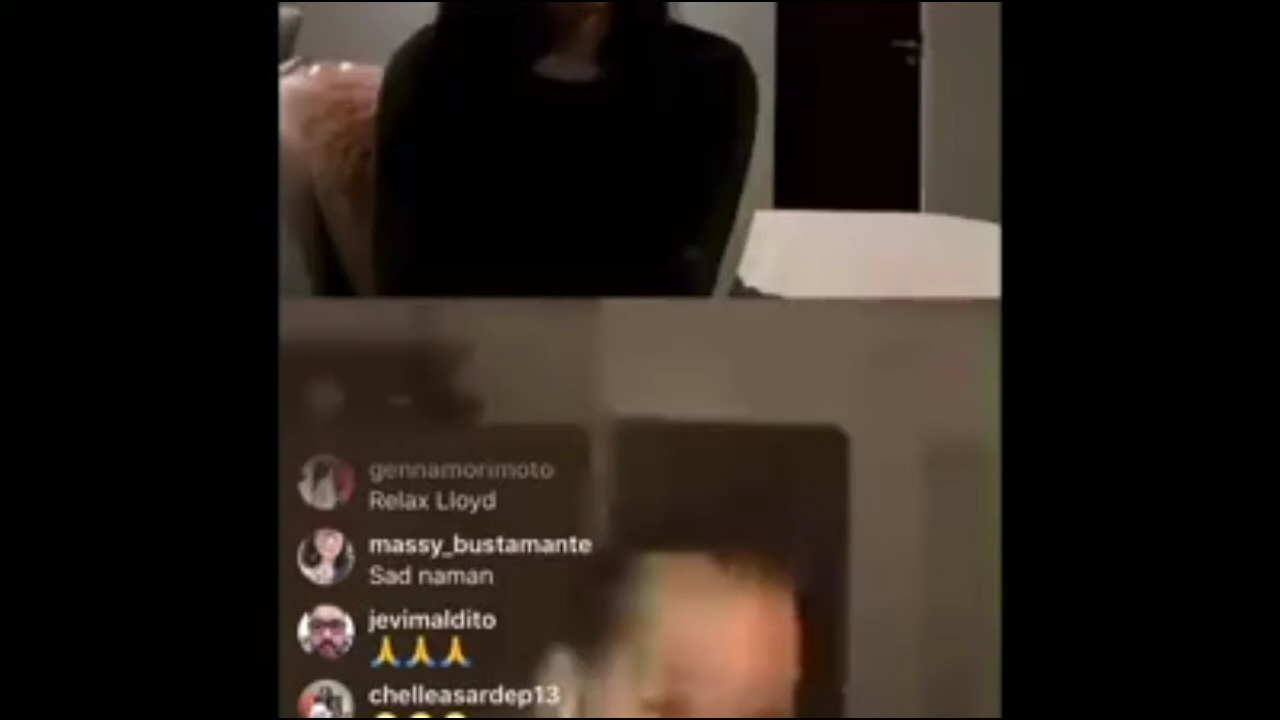 gennamorimoto
Relax Lloyd
massy_bustamante
Sad naman
jevimaldito
🙏🙏🙏
chelleasardep13